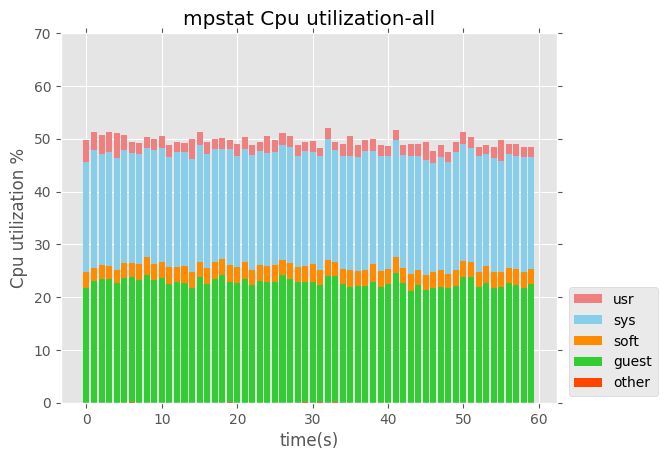 mpstat Cpu utilization-all
Cpu utilization %
70
60
50
40
30
20
10
0
0 10 20 30 40 50 60
time(s)
usr
sys
soft
guest
other